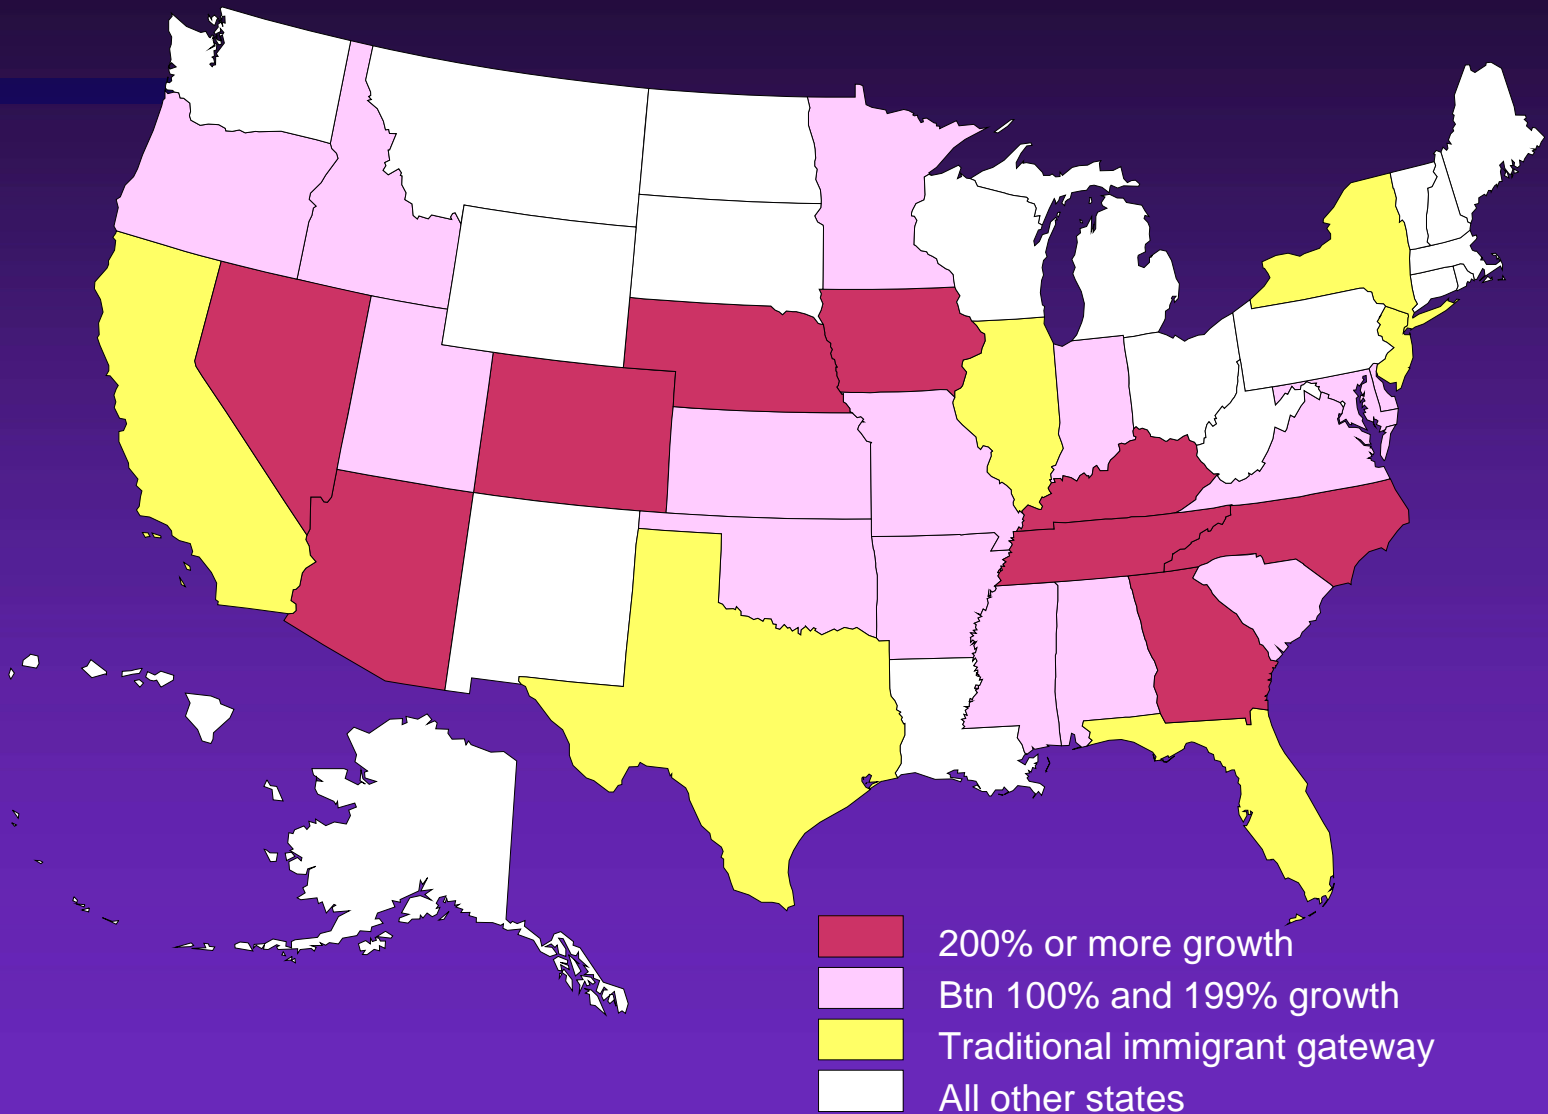 200% or more growth
Btn 100% and 199% growth
Traditional immigrant gateway
All other states